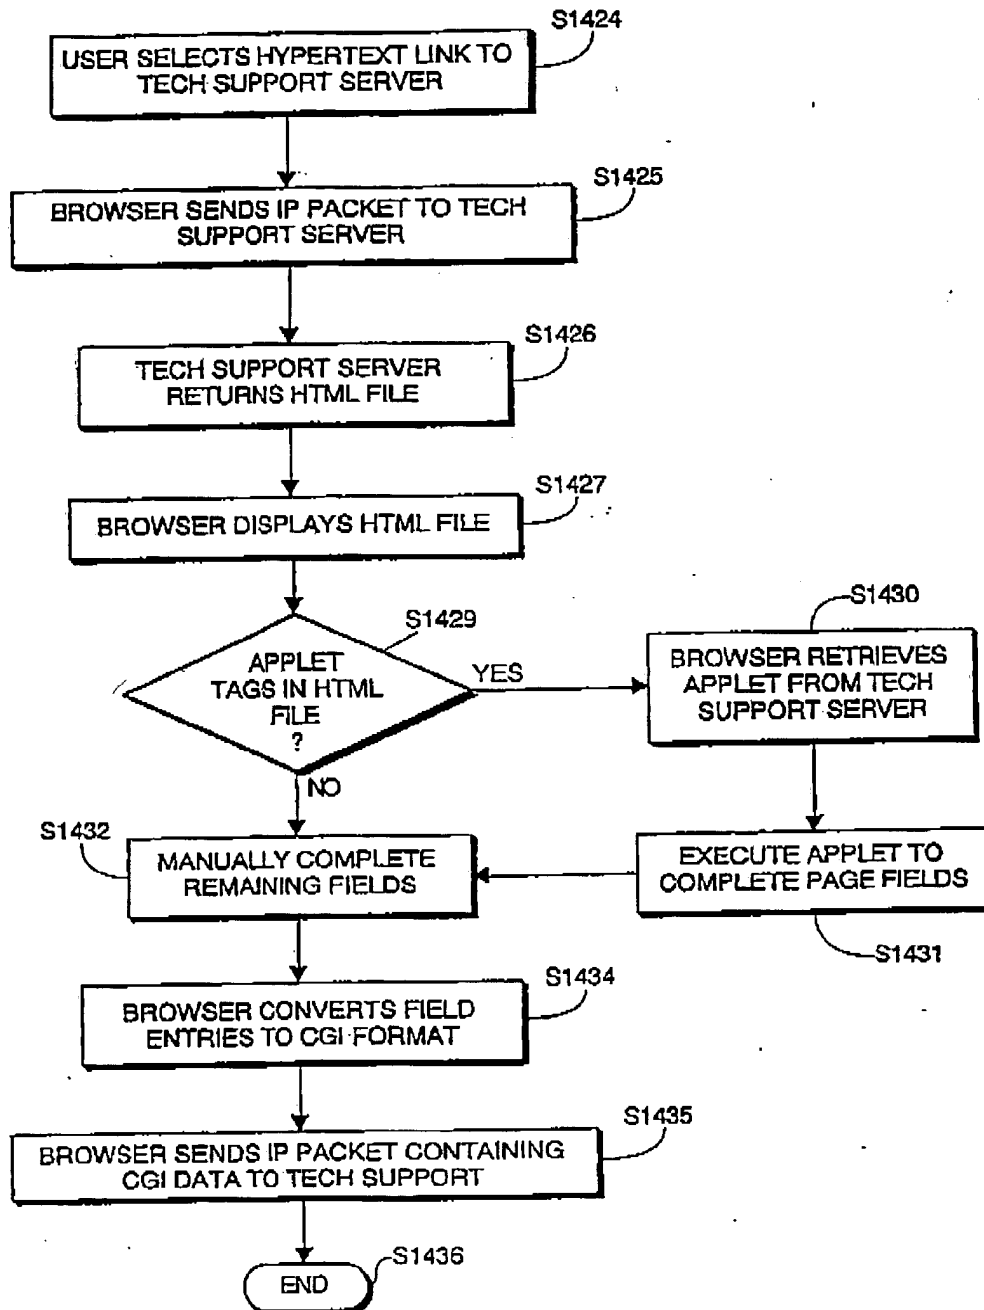 S1424
USER SELECTS HYPERTEXT LINK TO
TECH SUPPORT SERVER
S1425
BROWSER SENDS IP PACKET TO TECH
SUPPORT SERVER
S1426
TECH SUPPORT SERVER
RETURNS HTML FILE
S1427
BROWSER DISPLAYS HTML FILE
S1429
APPLET
TAGS IN HTML
FILE
?
YES
NO
S1430
BROWSER RETRIEVES
APPLET FROM TECH
SUPPORT SERVER
EXECUTE APPLET TO
COMPLETE PAGE FIELDS
S1431
S1432
MANUALLY COMPLETE
REMAINING FIELDS
S1434
BROWSER CONVERTS FIELD
ENTRIES TO CGI FORMAT
S1435
BROWSER SENDS IP PACKET CONTAINING
CGI DATA TO TECH SUPPORT
S1436
END